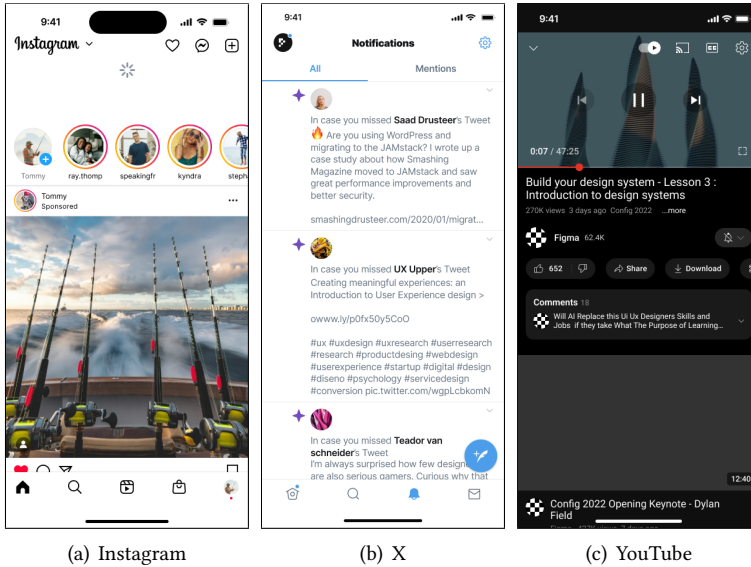 9:41
Instagram
Tommy
ray.thomp
speakingfr
kyndra
steph
Tommy
Sponsored
(a) Instagram
9:41
Notifications
All
Mentions
In case you missed Saad Drusteer's Tweet
🔥 Are you using WordPress and
migrating to the JAMstack? I wrote up a
case study about how Smashing
Magazine moved to JAMstack and saw
great performance improvements and
better security.
smashingdrusteer.com/2020/01/migrat...
In case you missed UX Upper's Tweet
Creating meaningful experiences: an
Introduction to User Experience design >
owww.ly/p0fx50y5CoO
#ux #uxdesign #uxresearch #userresearch
#research #productdesing #webdesign
#userexperience #startup #digital #design
#diseno #psychology #servicedesign
#conversion pic.twitter.com/wgpLcbkomN
In case you missed Teador van
schneider's Tweet
I'm always surprised how few design
are also serious gamers. Curious why that
(b) X
9:41
CC
0:07 / 47:25
Build your design system - Lesson 3 :
Introduction to design systems
270K views 3 days ago Config 2022 ...more
Figma 62.4K
652
Share
Download
Comments 18
Will AI Replace this Ui Ux Designers Skills and
Jobs if they take What The Purpose of Learning...
12:40
Config 2022 Opening Keynote - Dylan
Field
(c) YouTube